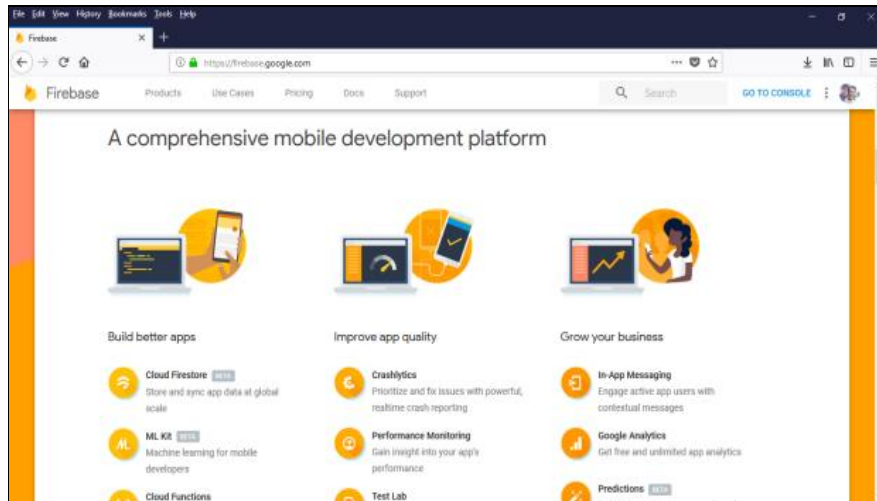 File Edit View History Bookmarks Tools Help
Firebase
https://firebase.google.com
Firebase Products Use Cases Pricing Docs Support Search GO TO CONSOLE
A comprehensive mobile development platform
Build better apps
Cloud Firestore BETA
Store and sync app data at global
scale
ML Kit BETA
Machine learning for mobile
developers
Cloud Functions
Improve app quality
Crashlytics
Prioritize and fix issues with powerful,
realtime crash reporting
Performance Monitoring
Gain insight into your app's
performance
Test Lab
Grow your business
In-App Messaging
Engage active app users with
contextual messages
Google Analytics
Get free and unlimited app analytics
Predictions BETA